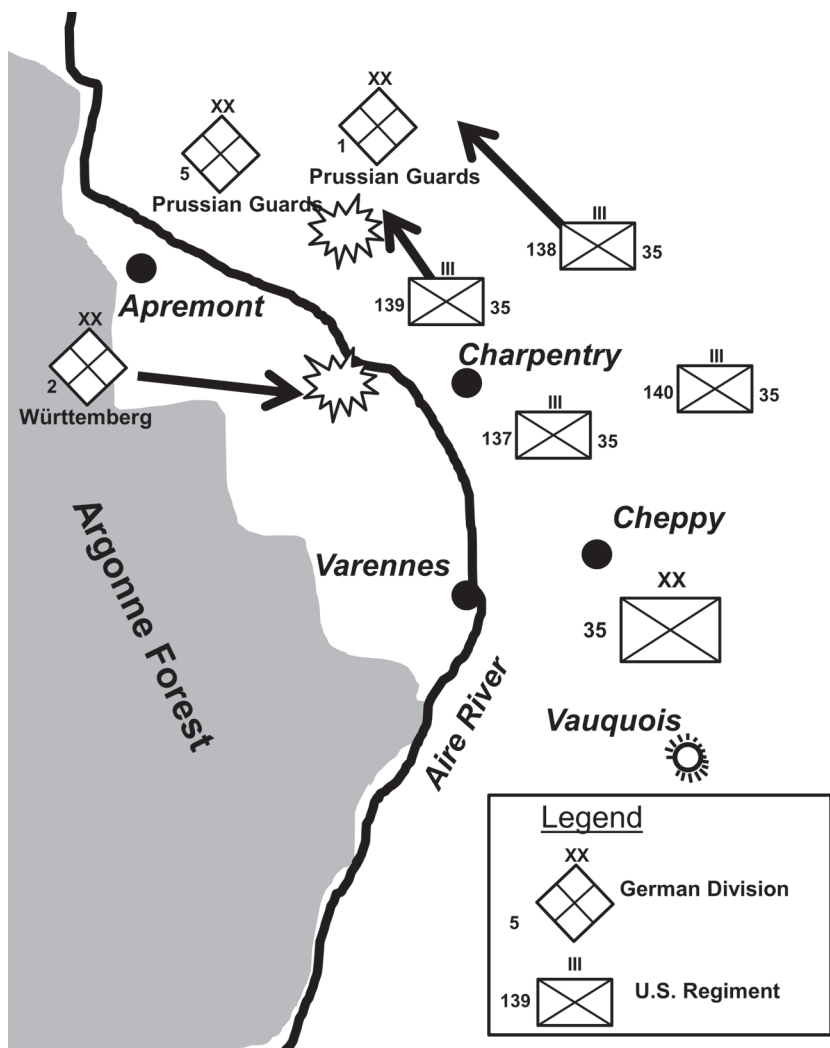 XX
5
Prussian Guards
XX
1
Prussian Guards
III
138
35
III
139
35
Apremont
XX
2
Württemberg
Charpentry
III
140
35
III
137
35
Argonne Forest
Varennes
Cheppy
XX
35
Aire River
Vauquois
Legend
XX
5
German Division
III
139
U.S. Regiment